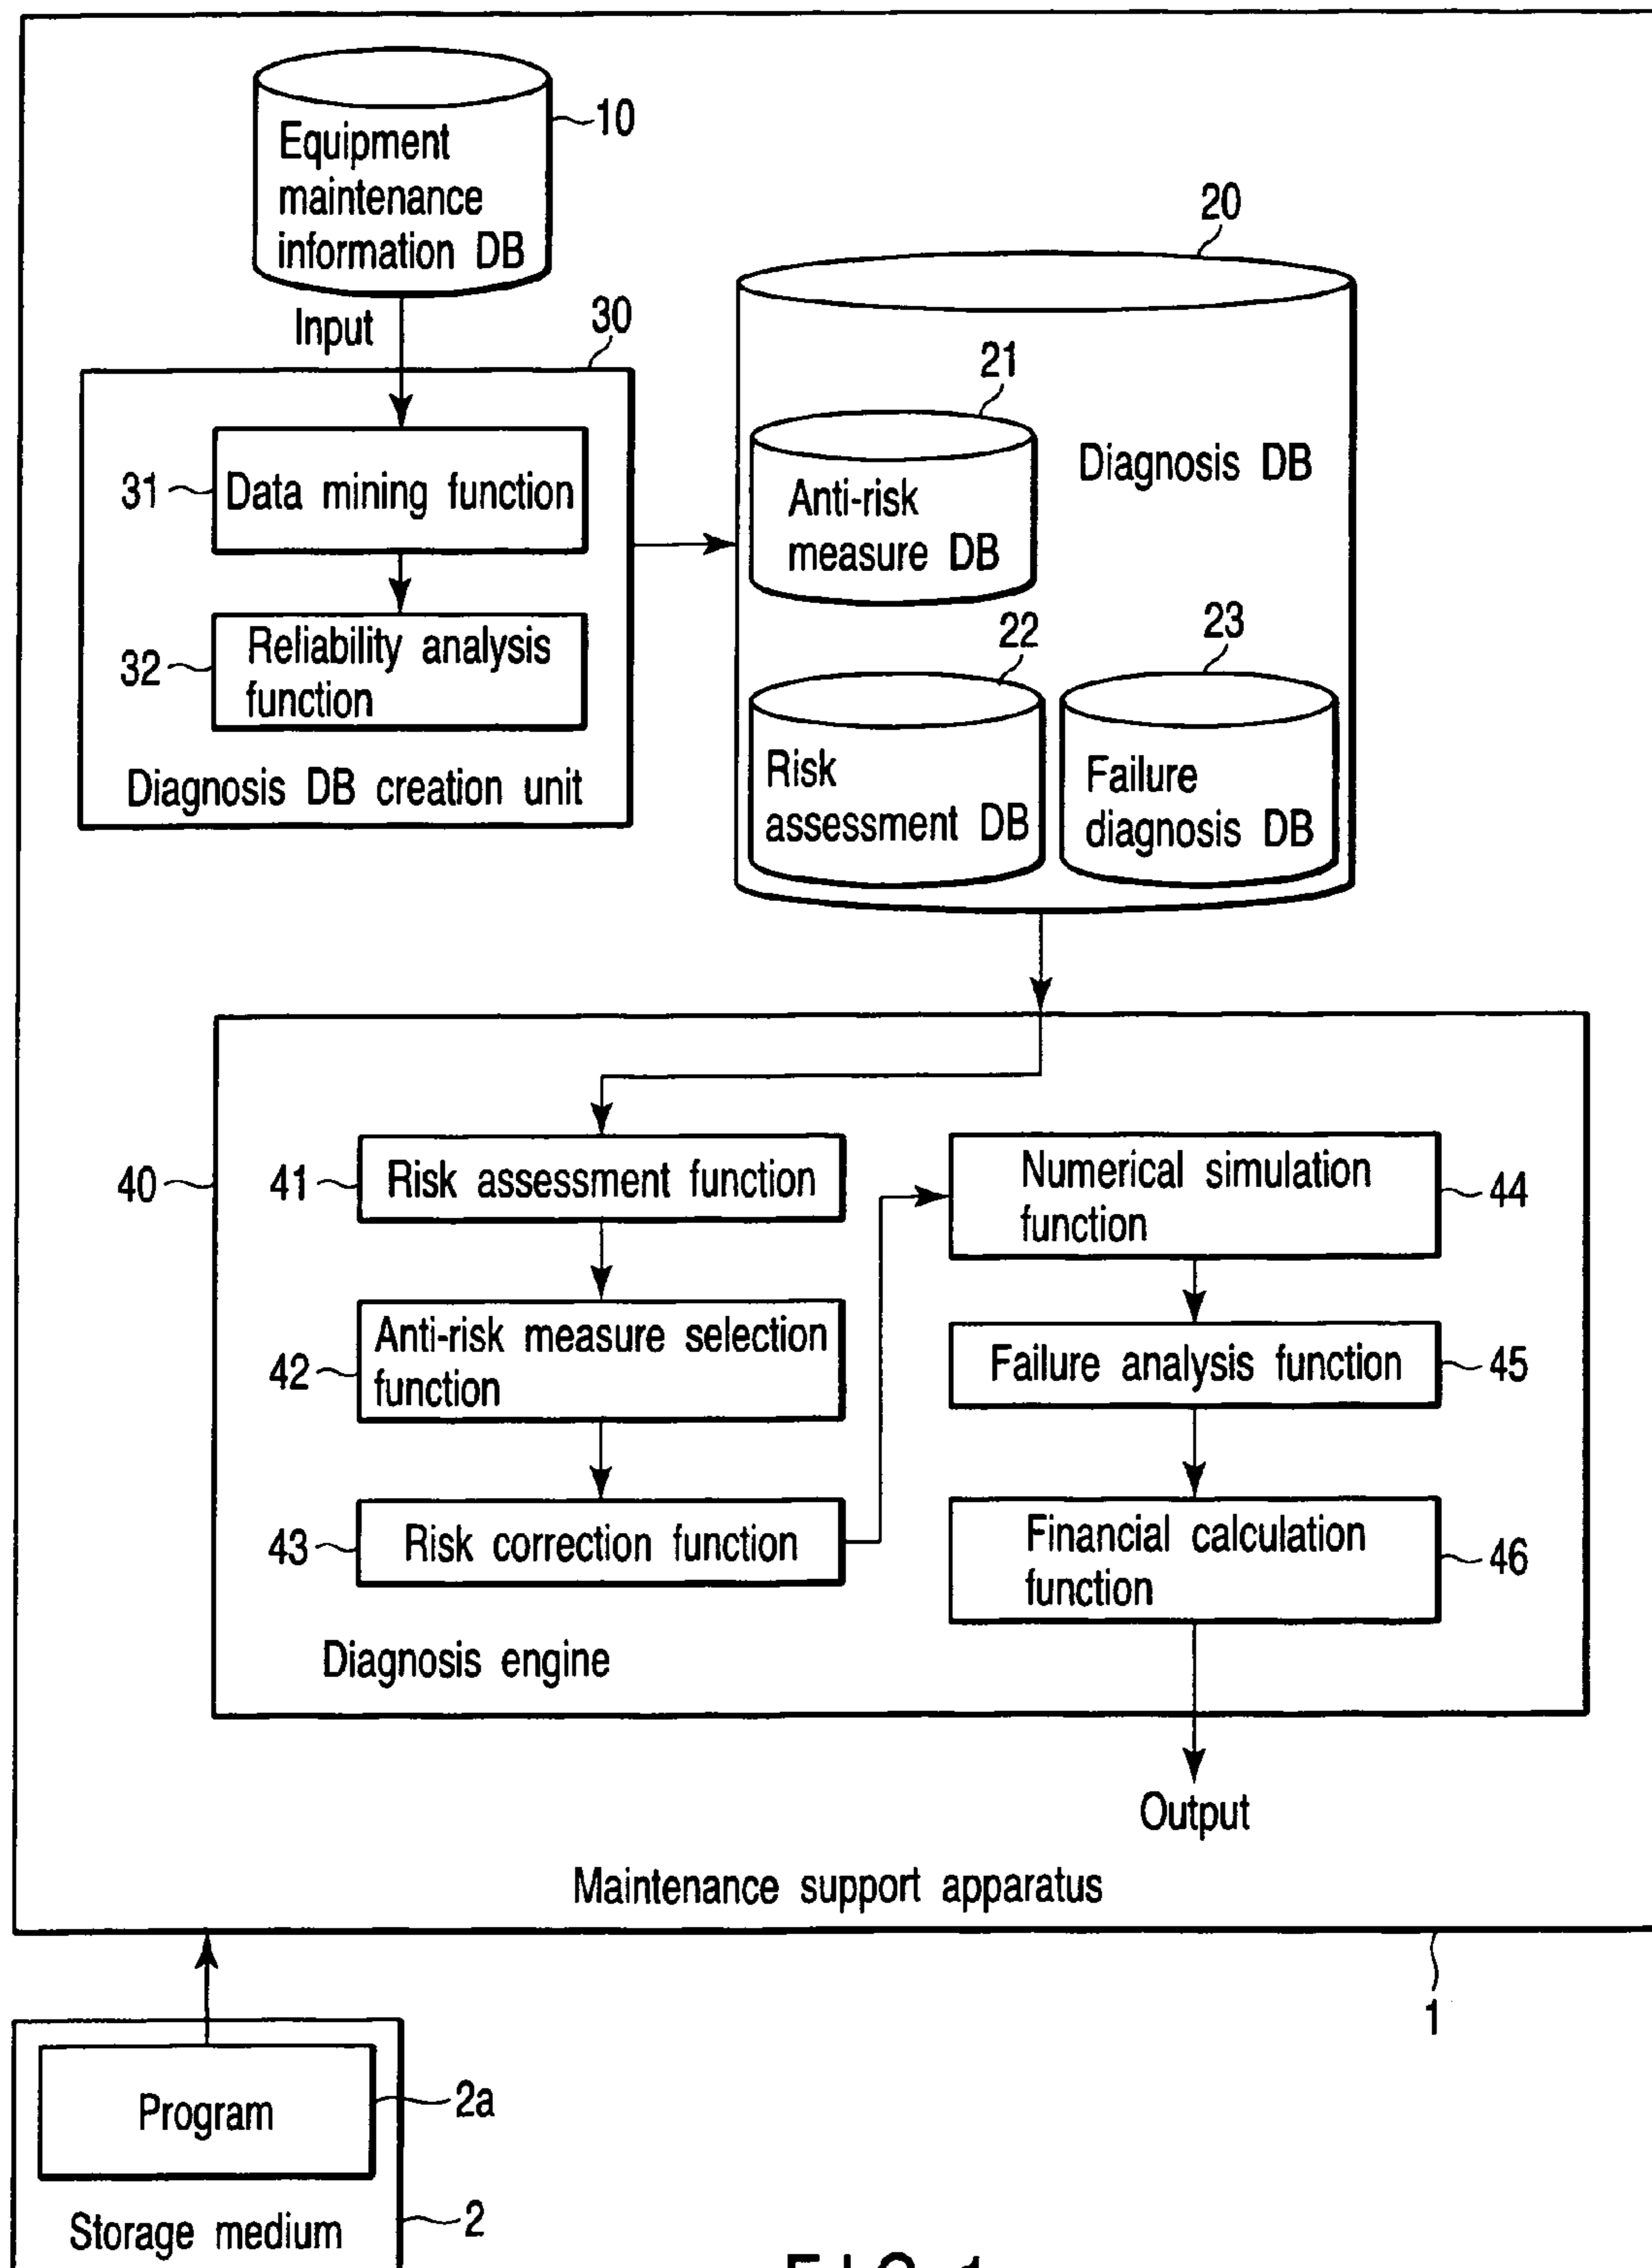 Equipment
maintenance
information DB
10
Input
30
31
Data mining function
32
Reliability analysis
function
Diagnosis DB creation unit
20
21
Diagnosis DB
Anti-risk
measure DB
22
23
Risk
assessment DB
Failure
diagnosis DB
40
41
Risk assessment function
42
Anti-risk measure selection
function
43
Risk correction function
Numerical simulation
function
44
Failure analysis function
45
Financial calculation
function
46
Diagnosis engine
Output
Maintenance support apparatus
1
Program
2a
Storage medium
2
FIG. 1